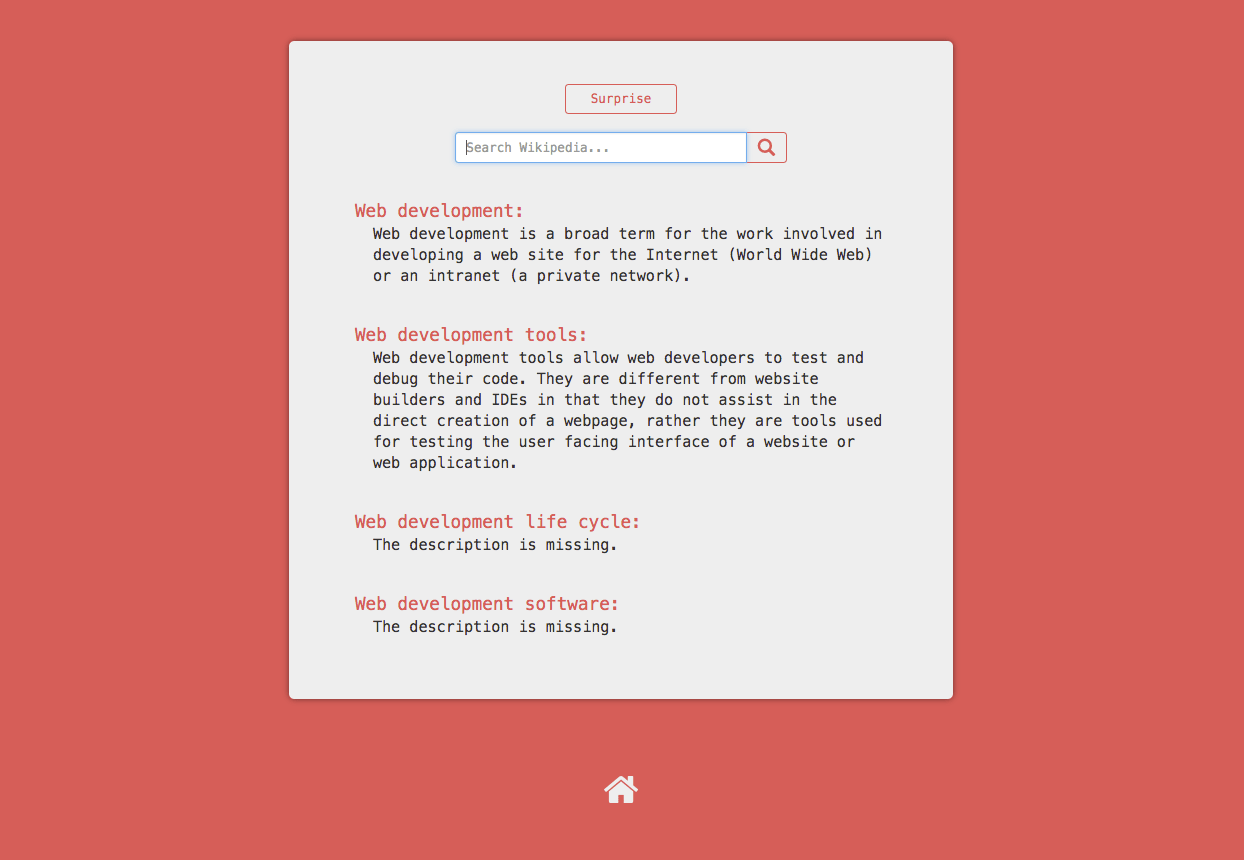 Surprise
Search Wikipedia...
Web development:
Web development is a broad term for the work involved in
developing a web site for the Internet (World Wide Web)
or an intranet (a private network).
Web development tools:
Web development tools allow web developers to test and
debug their code. They are different from website
builders and IDEs in that they do not assist in the
direct creation of a webpage, rather they are tools used
for testing the user facing interface of a website or
web application.
Web development life cycle:
The description is missing.
Web development software:
The description is missing.